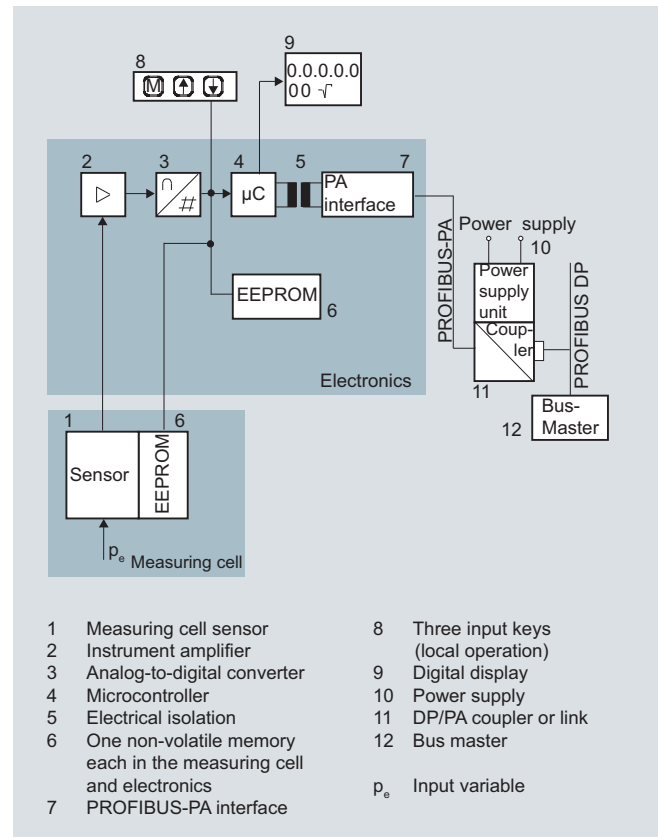 9
8
0.0.0.0.0
00 √
M
2
3
4
5
7
∩
#
µC
PA
interface
Power supply
10
PROFIBUS-PA
Power
supply
unit
PROFIBUS DP
EEPROM
6
Coup-
ler
Electronics
11
Bus-
Master
12
1
6
Sensor
EEPROM
pe Measuring cell
1 Measuring cell sensor
2 Instrument amplifier
3 Analog-to-digital converter
4 Microcontroller
5 Electrical isolation
6 One non-volatile memory
each in the measuring cell
and electronics
7 PROFIBUS-PA interface
8 Three input keys
(local operation)
9 Digital display
10 Power supply
11 DP/PA coupler or link
12 Bus master
pe Input variable